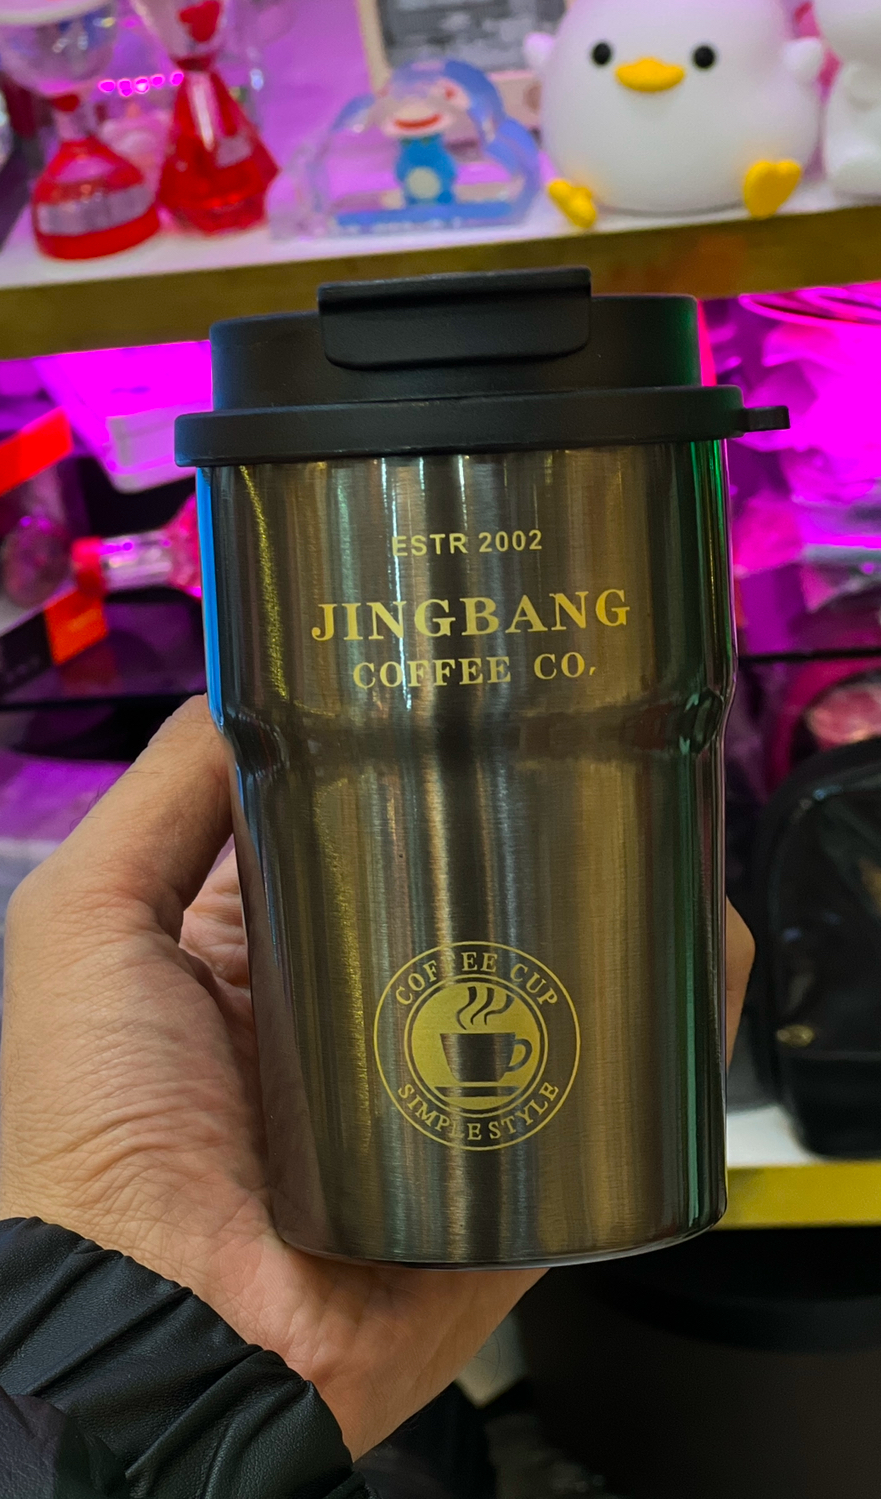 ESTR 2002
JINGBANG
COFFEE CO,
COFFEE CUP
SIMPLE STYLE